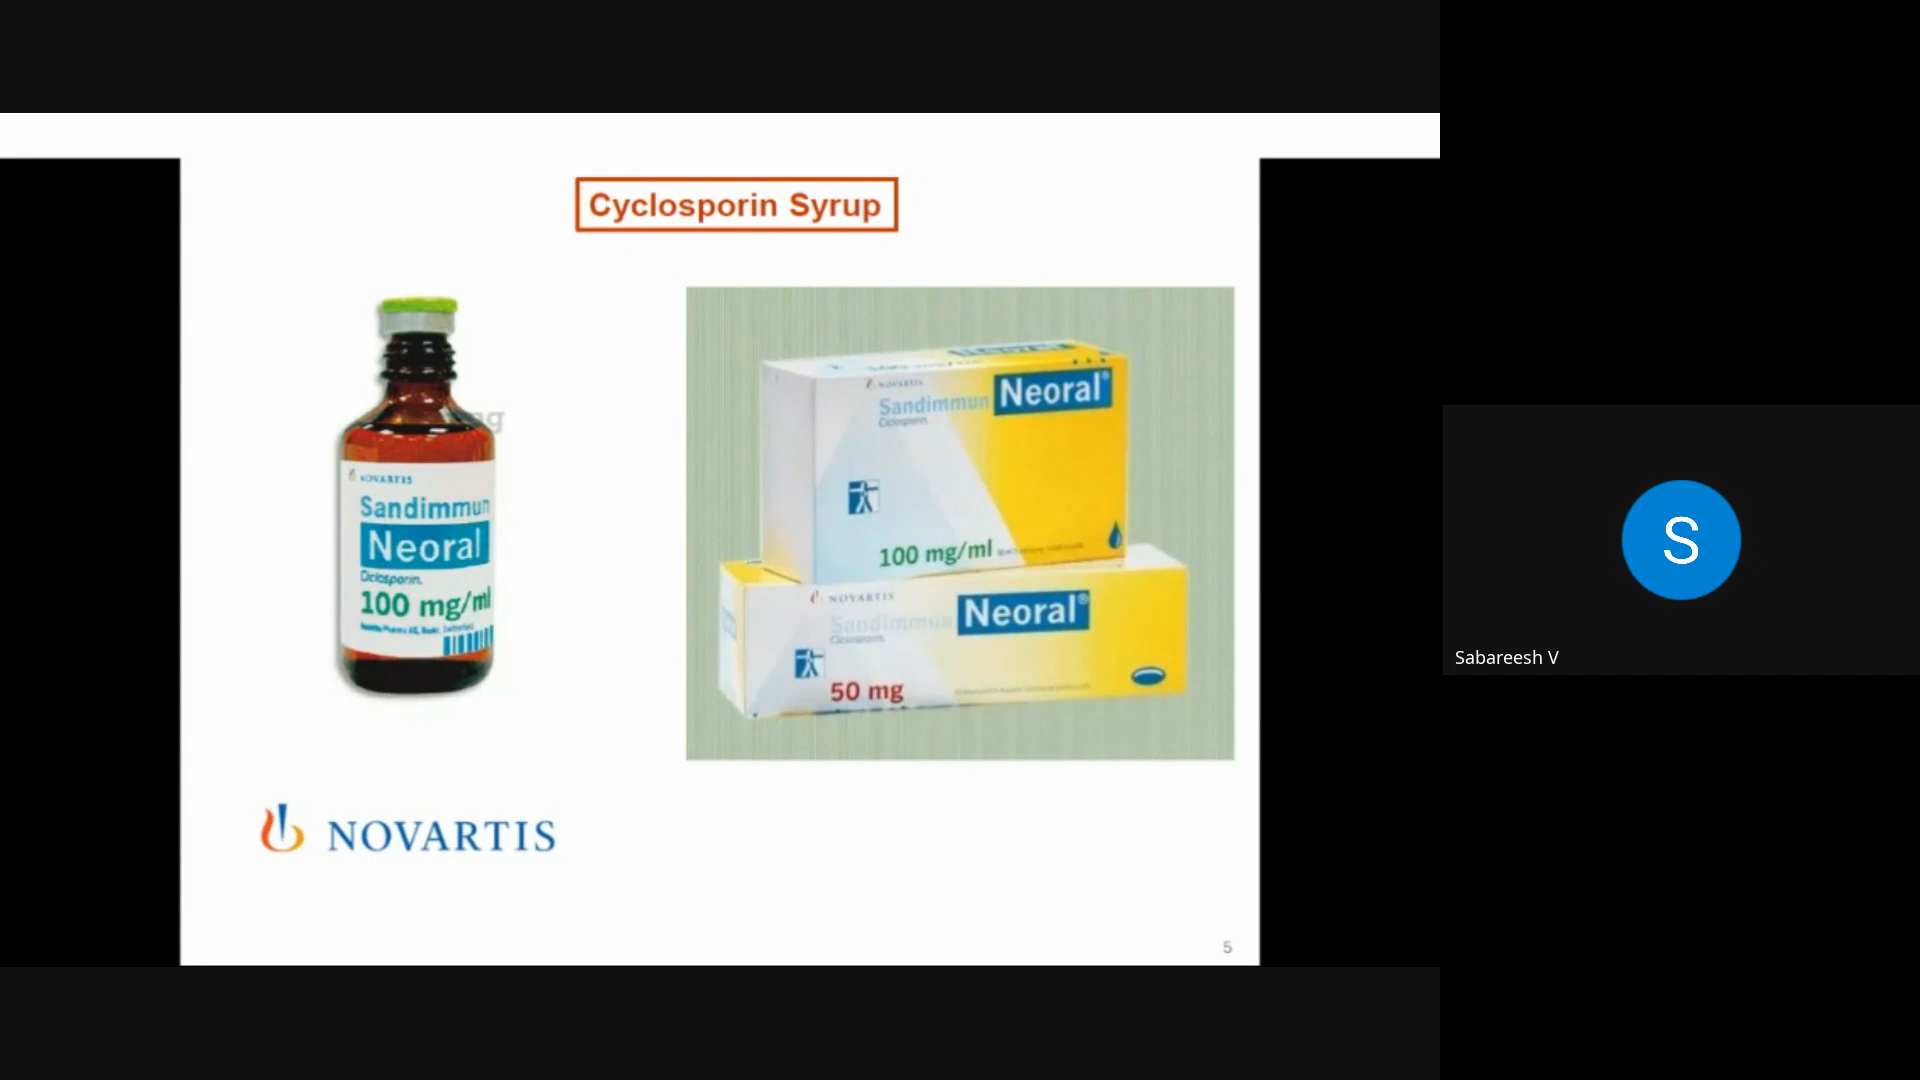 Cyclosporin Syrup
NOVARTIS
Sandimmun
Neoral
Ciclosporin.
100 mg/ml
NOVARTIS
Sandimmun Neoral®
Ciclosporin.
100 mg/ml
NOVARTIS
Sandimmun Neoral®
Ciclosporin.
50 mg
NOVARTIS
5
S
Sabareesh V